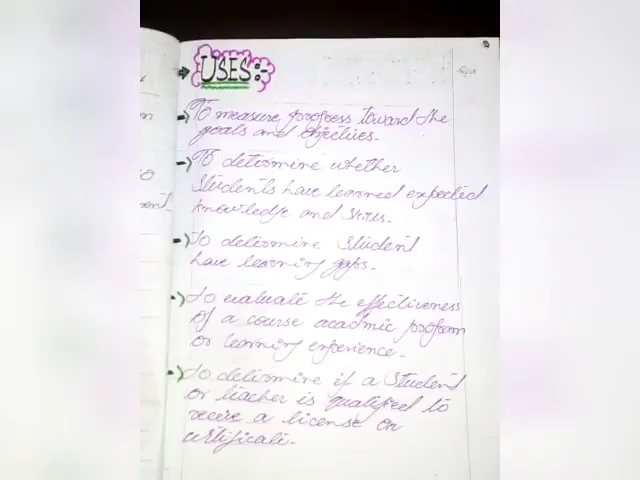 USES:-
To measure progress toward the
goals and objectives.
To determine whether
Students have learned expected
knowledge and skills.
To determine student
have learning gaps.
To evaluate the effectiveness
of a course acadmic program
or learning experience.
To determine if a Student
or teacher is qualified to
receive a license or
certificate.